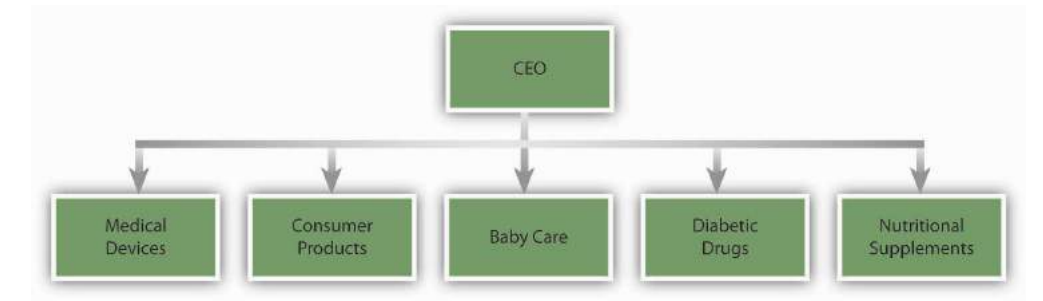 CEO
Medical
Devices
Consumer
Products
Baby Care
Diabetic
Drugs
Nutritional
Supplements